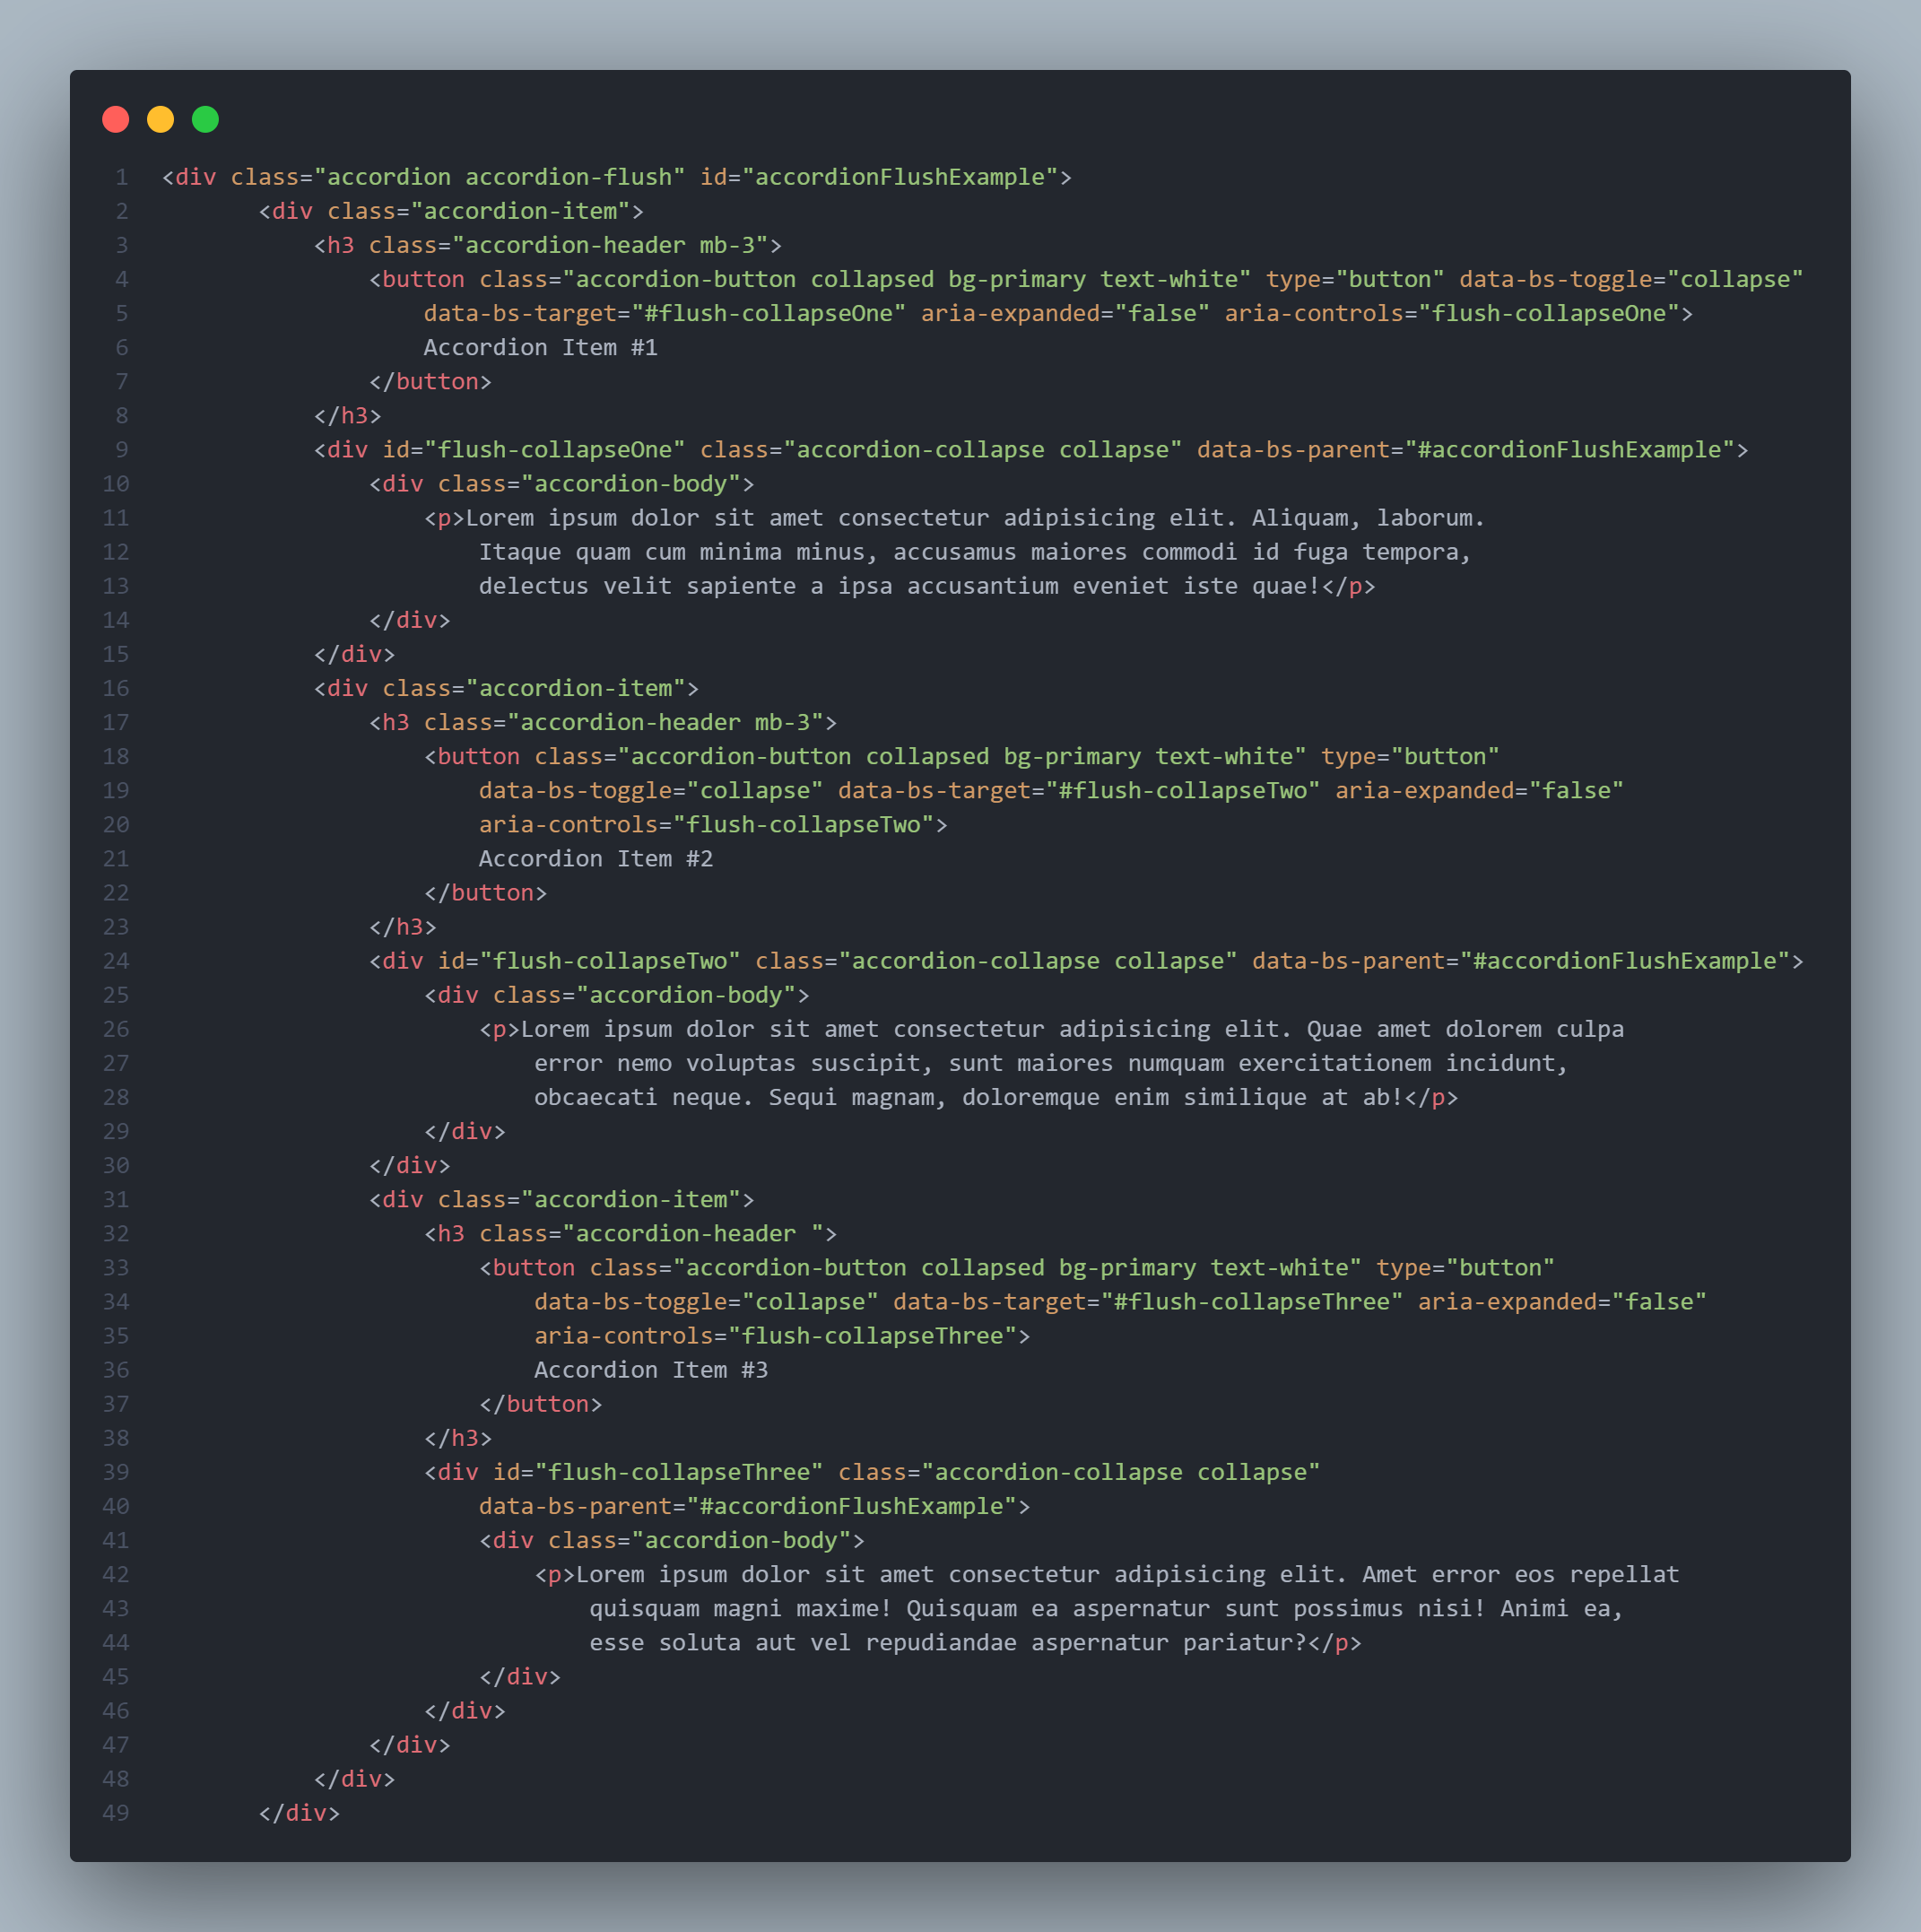 1 <div class="accordion accordion-flush" id="accordionFlushExample">
2 <div class="accordion-item">
3 <h3 class="accordion-header mb-3">
4 <button class="accordion-button collapsed bg-primary text-white" type="button" data-bs-toggle="collapse"
5 data-bs-target="#flush-collapseOne" aria-expanded="false" aria-controls="flush-collapseOne">
6 Accordion Item #1
7 </button>
8 </h3>
9 <div id="flush-collapseOne" class="accordion-collapse collapse" data-bs-parent="#accordionFlushExample">
10 <div class="accordion-body">
11 <p>Lorem ipsum dolor sit amet consectetur adipisicing elit. Aliquam, laborum.
12 Itaque quam cum minima minus, accusamus maiores commodi id fuga tempora,
13 delectus velit sapiente a ipsa accusantium eveniet iste quae!</p>
14 </div>
15 </div>
16 <div class="accordion-item">
17 <h3 class="accordion-header mb-3">
18 <button class="accordion-button collapsed bg-primary text-white" type="button"
19 data-bs-toggle="collapse" data-bs-target="#flush-collapseTwo" aria-expanded="false"
20 aria-controls="flush-collapseTwo">
21 Accordion Item #2
22 </button>
23 </h3>
24 <div id="flush-collapseTwo" class="accordion-collapse collapse" data-bs-parent="#accordionFlushExample">
25 <div class="accordion-body">
26 <p>Lorem ipsum dolor sit amet consectetur adipisicing elit. Quae amet dolorem culpa
27 error nemo voluptas suscipit, sunt maiores numquam exercitationem incidunt,
28 obcaecati neque. Sequi magnam, doloremque enim similique at ab!</p>
29 </div>
30 </div>
31 <div class="accordion-item">
32 <h3 class="accordion-header ">
33 <button class="accordion-button collapsed bg-primary text-white" type="button"
34 data-bs-toggle="collapse" data-bs-target="#flush-collapseThree" aria-expanded="false"
35 aria-controls="flush-collapseThree">
36 Accordion Item #3
37 </button>
38 </h3>
39 <div id="flush-collapseThree" class="accordion-collapse collapse"
40 data-bs-parent="#accordionFlushExample">
41 <div class="accordion-body">
42 <p>Lorem ipsum dolor sit amet consectetur adipisicing elit. Amet error eos repellat
43 quisquam magni maxime! Quisquam ea aspernatur sunt possimus nisi! Animi ea,
44 esse soluta aut vel repudiandae aspernatur pariatur?</p>
45 </div>
46 </div>
47 </div>
48 </div>
49 </div>